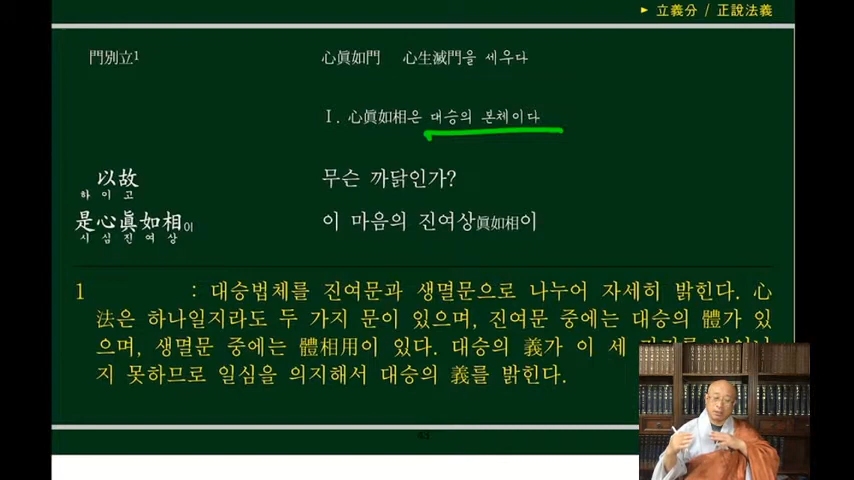 ► 立義分 / 正說法義
門別立1 心眞如門 心生滅門을 세우다
Ⅰ. 心眞如相은 대승의 본체이다
以故 무슨 까닭인가?
하이고
是心眞如相이 이 마음의 진여상眞如相이
시심진여상
1 : 대승법체를 진여문과 생멸문으로 나누어 자세히 밝힌다. 心
法은 하나일지라도 두 가지 문이 있으며, 진여문 중에는 대승의 體가 있
으며, 생멸문 중에는 體相用이 있다. 대승의 義가 이 세
지 못하므로 일심을 의지해서 대승의 義를 밝힌다.